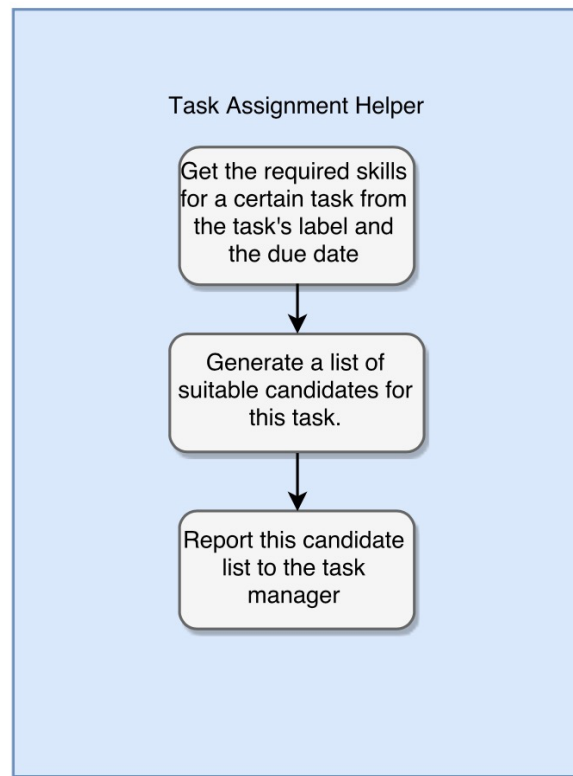 Task Assignment Helper
Get the required skills
for a certain task from
the task's label and
the due date
Generate a list of
suitable candidates for
this task.
Report this candidate
list to the task
manager